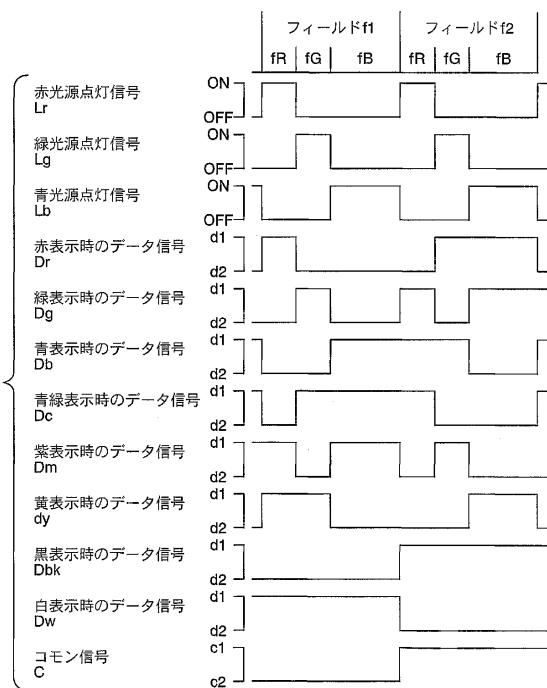 フィールドf1 フィールドf2
fR fG fB fR fG fB
赤光源点灯信号 ON
Lr OFF
緑光源点灯信号 ON
Lg OFF
青光源点灯信号 ON
Lb OFF
赤表示時のデータ信号 d1
Dr d2
緑表示時のデータ信号 d1
Dg d2
青表示時のデータ信号 d1
Db d2
青緑表示時のデータ信号 d1
Dc d2
紫表示時のデータ信号 d1
Dm d2
黄表示時のデータ信号 d1
dy d2
黒表示時のデータ信号 d1
Dbk d2
白表示時のデータ信号 d1
Dw d2
コモン信号 c1
C c2